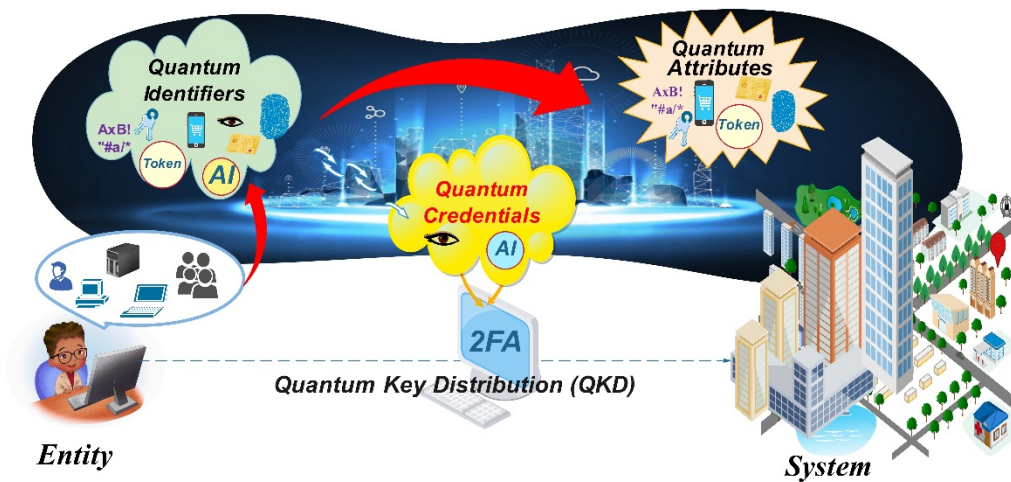 Quantum
Identifiers
AxB!
"#a/*
Token
AI
Quantum
Attributes
AxB!
"#a/*
Token
Quantum
Credentials
AI
2FA
Quantum Key Distribution (QKD)
Entity
System